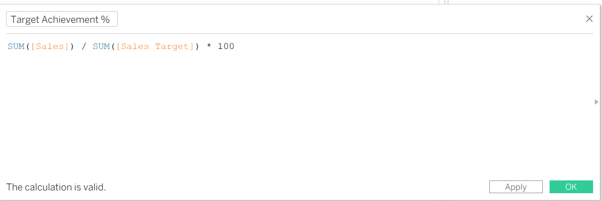 Target Achievement %
SUM([Sales]) / SUM([Sales Target]) * 100
The calculation is valid.
Apply
OK